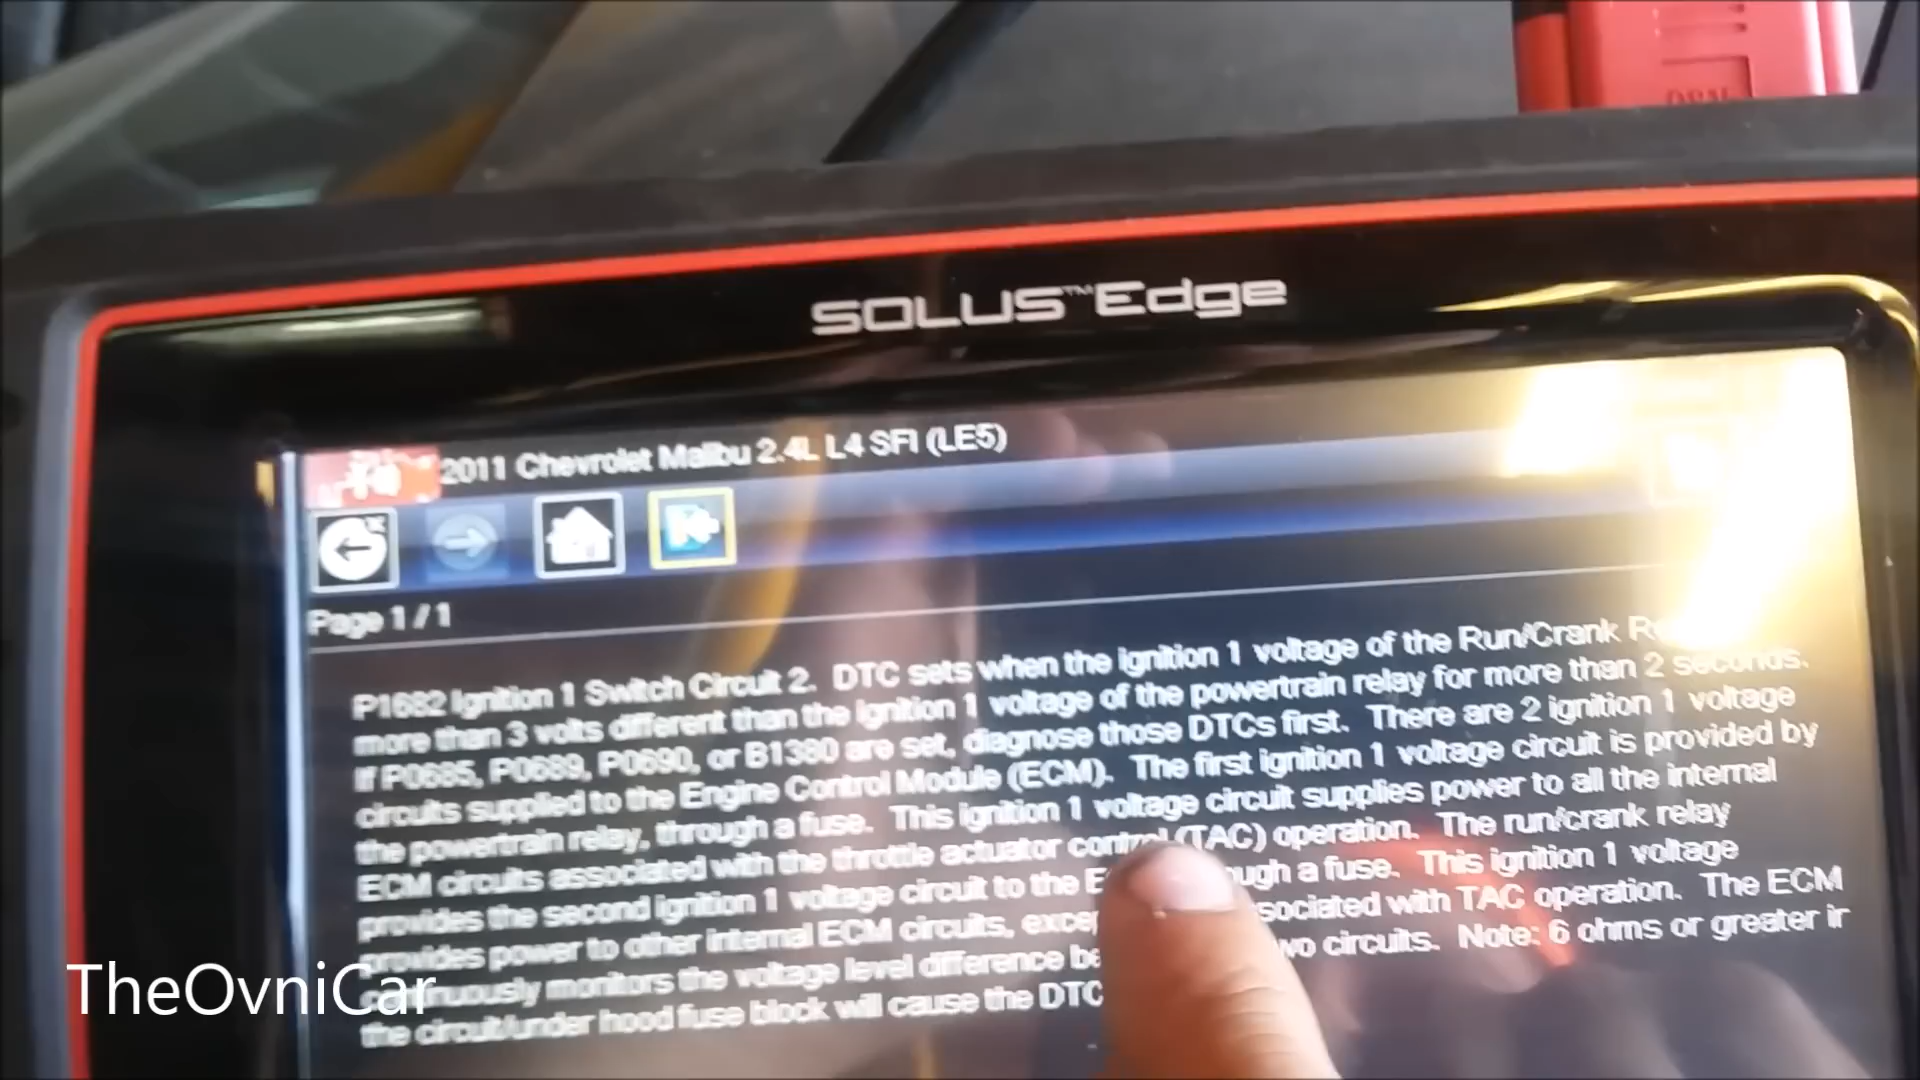 SOLUS™ Edge
2011 Chevrolet Malibu 2.4L L4 SFI (LE5)
Page 1 / 1
P1682 Ignition 1 Switch Circuit 2. DTC sets when the Ignition 1 voltage of the Run/Crank
more than 3 volts different than the Ignition 1 voltage of the powertrain relay for more than 2 seconds.
If P0685, P0689, P0690, or B1380 are set, diagnose those DTCs first. There are 2 ignition 1 voltage
circuits supplied to the Engine Control Module (ECM). The first ignition 1 voltage circuit is provided by
the powertrain relay, through a fuse. This ignition 1 voltage circuit supplies power to all the internal
ECM circuits associated with the throttle actuator control (TAC) operation. The run/crank relay
provides the second ignition 1 voltage circuit to the a fuse. This ignition 1 voltage
provides power to other internal ECM circuits, with TAC operation. The ECM
monitors the voltage level difference circuits. Note: 6 ohms or greater in
the circuit/under hood fuse block will cause the DTC
TheOvniCar